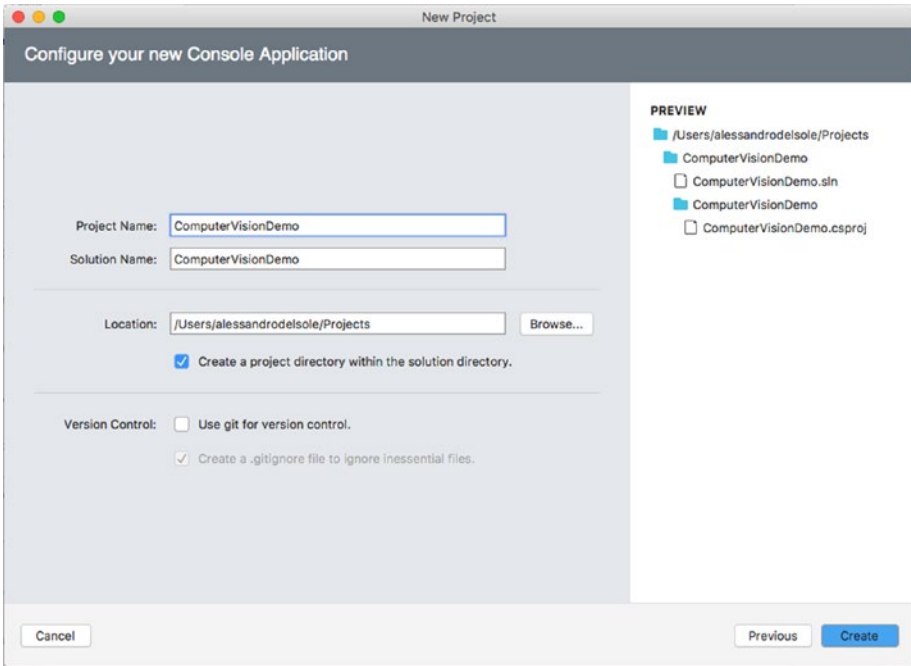 New Project
Configure your new Console Application
Project Name: ComputerVisionDemo
Solution Name: ComputerVisionDemo
Location: /Users/alessandrodelsole/Projects Browse...
Create a project directory within the solution directory.
Version Control: Use git for version control.
Create a .gitignore file to ignore inessential files.
PREVIEW
/Users/alessandrodelsole/Projects
ComputerVisionDemo
ComputerVisionDemo.sln
ComputerVisionDemo
ComputerVisionDemo.csproj
Cancel Previous Create